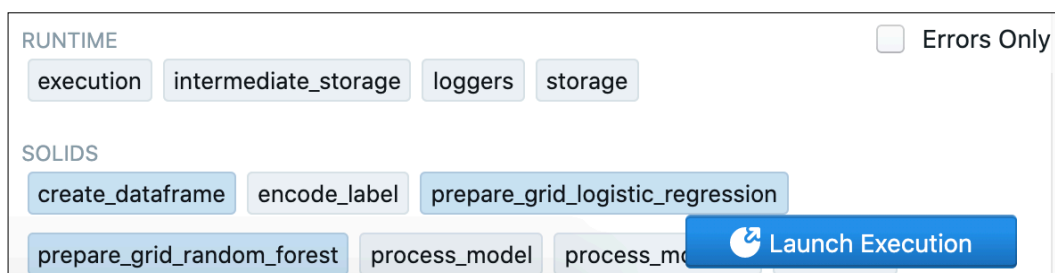 RUNTIME
Errors Only
execution intermediate_storage loggers storage
SOLIDS
create_dataframe encode_label prepare_grid_logistic_regression
prepare_grid_random_forest process_model
Launch Execution